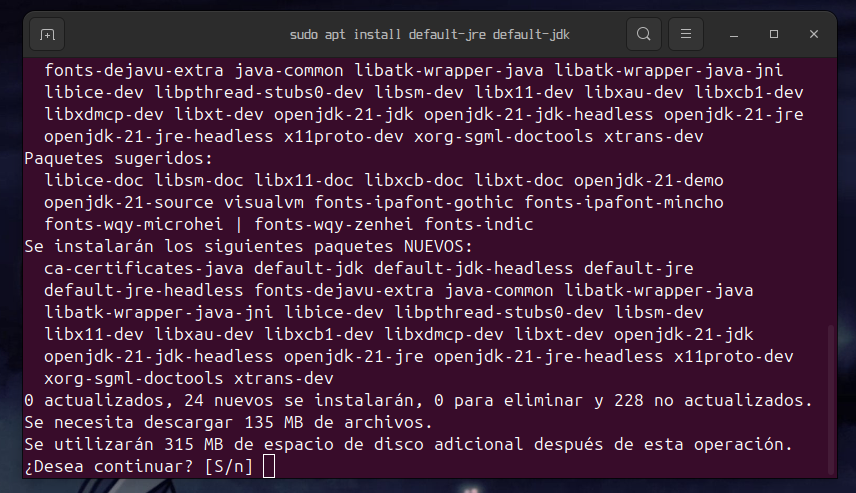 sudo apt install default-jre default-jdk
fonts-dejavu-extra java-common libatk-wrapper-java libatk-wrapper-java-jni
libice-dev libpthread-stubs0-dev libsm-dev libx11-dev libxau-dev libxcb1-dev
libxdmcp-dev libxt-dev openjdk-21-jdk openjdk-21-jdk-headless openjdk-21-jre
openjdk-21-jre-headless x11proto-dev xorg-sgml-doctools xtrans-dev
Paquetes sugeridos:
libice-doc libsm-doc libx11-doc libxcb-doc libxt-doc openjdk-21-demo
openjdk-21-source visualvm fonts-ipafont-gothic fonts-ipafont-mincho
fonts-wqy-microhei | fonts-wqy-zenhei fonts-indic
Se instalarán los siguientes paquetes NUEVOS:
ca-certificates-java default-jdk default-jdk-headless default-jre
default-jre-headless fonts-dejavu-extra java-common libatk-wrapper-java
libatk-wrapper-java-jni libice-dev libpthread-stubs0-dev libsm-dev
libx11-dev libxau-dev libxcb1-dev libxdmcp-dev libxt-dev openjdk-21-jdk
openjdk-21-jdk-headless openjdk-21-jre openjdk-21-jre-headless x11proto-dev
xorg-sgml-doctools xtrans-dev
0 actualizados, 24 nuevos se instalarán, 0 para eliminar y 228 no actualizados.
Se necesita descargar 135 MB de archivos.
Se utilizarán 315 MB de espacio de disco adicional después de esta operación.
¿Desea continuar? [S/n]